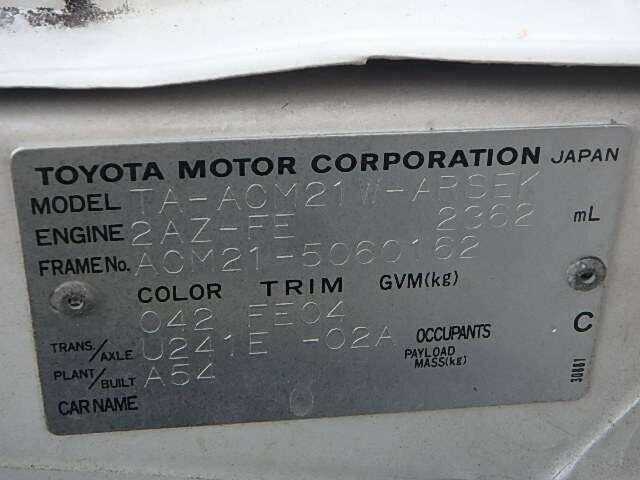 TOYOTA MOTOR CORPORATION JAPAN
MODEL TA-ACM21W-ARSEK
ENGINE 2AZ-FE 2362 mL
FRAME No. ACM21-5060162
COLOR TRIM GVM(kg)
042 FE04
TRANS./AXLE U241E -02A OCCUPANTS C
PLANT/BUILT A54 PAYLOAD MASS(kg)
CAR NAME
30861